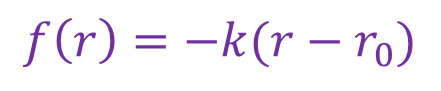 f(r) = −k(r − r₀)